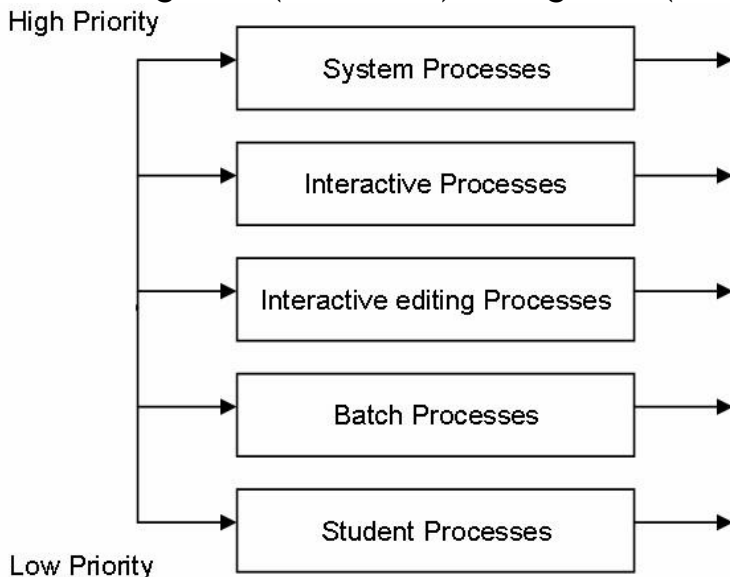 High Priority
System Processes
Interactive Processes
Interactive editing Processes
Batch Processes
Student Processes
Low Priority